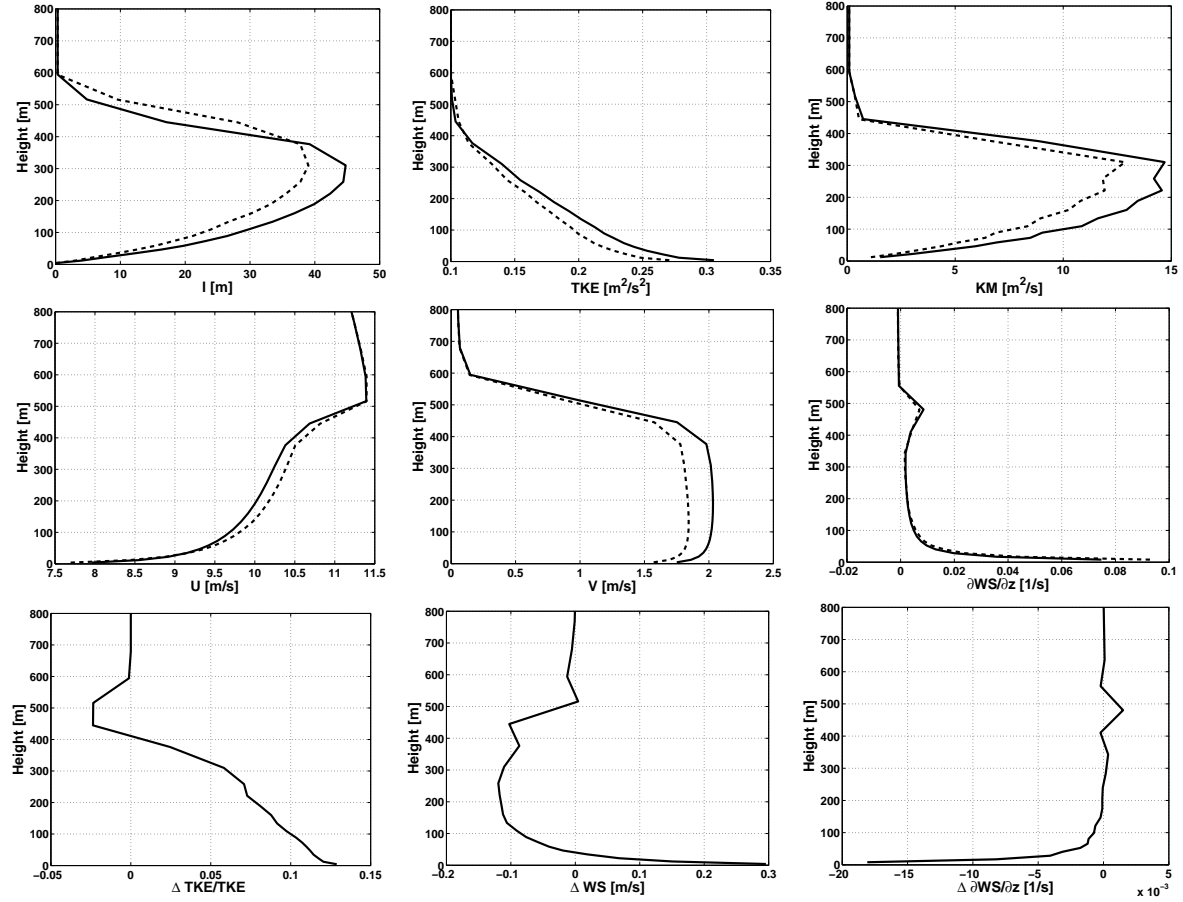 800
700
600
500
400
300
200
100
0
Height [m]
0 10 20 30 40 50
l [m]
800
700
600
500
400
300
200
100
0
Height [m]
0.1 0.15 0.2 0.25 0.3 0.35
TKE [m²/s²]
800
700
600
500
400
300
200
100
0
Height [m]
0 5 10 15
KM [m²/s]
800
700
600
500
400
300
200
100
0
Height [m]
7.5 8 8.5 9 9.5 10 10.5 11 11.5
U [m/s]
800
700
600
500
400
300
200
100
0
Height [m]
0 0.5 1 1.5 2 2.5
V [m/s]
800
700
600
500
400
300
200
100
0
Height [m]
−0.02 0 0.02 0.04 0.06 0.08 0.1
∂WS/∂z [1/s]
800
700
600
500
400
300
200
100
0
Height [m]
−0.05 0 0.05 0.1 0.15
Δ TKE/TKE
800
700
600
500
400
300
200
100
0
Height [m]
−0.2 −0.1 0 0.1 0.2 0.3
Δ WS [m/s]
800
700
600
500
400
300
200
100
0
Height [m]
−20 −15 −10 −5 0 5
Δ ∂WS/∂z [1/s]
x 10⁻³